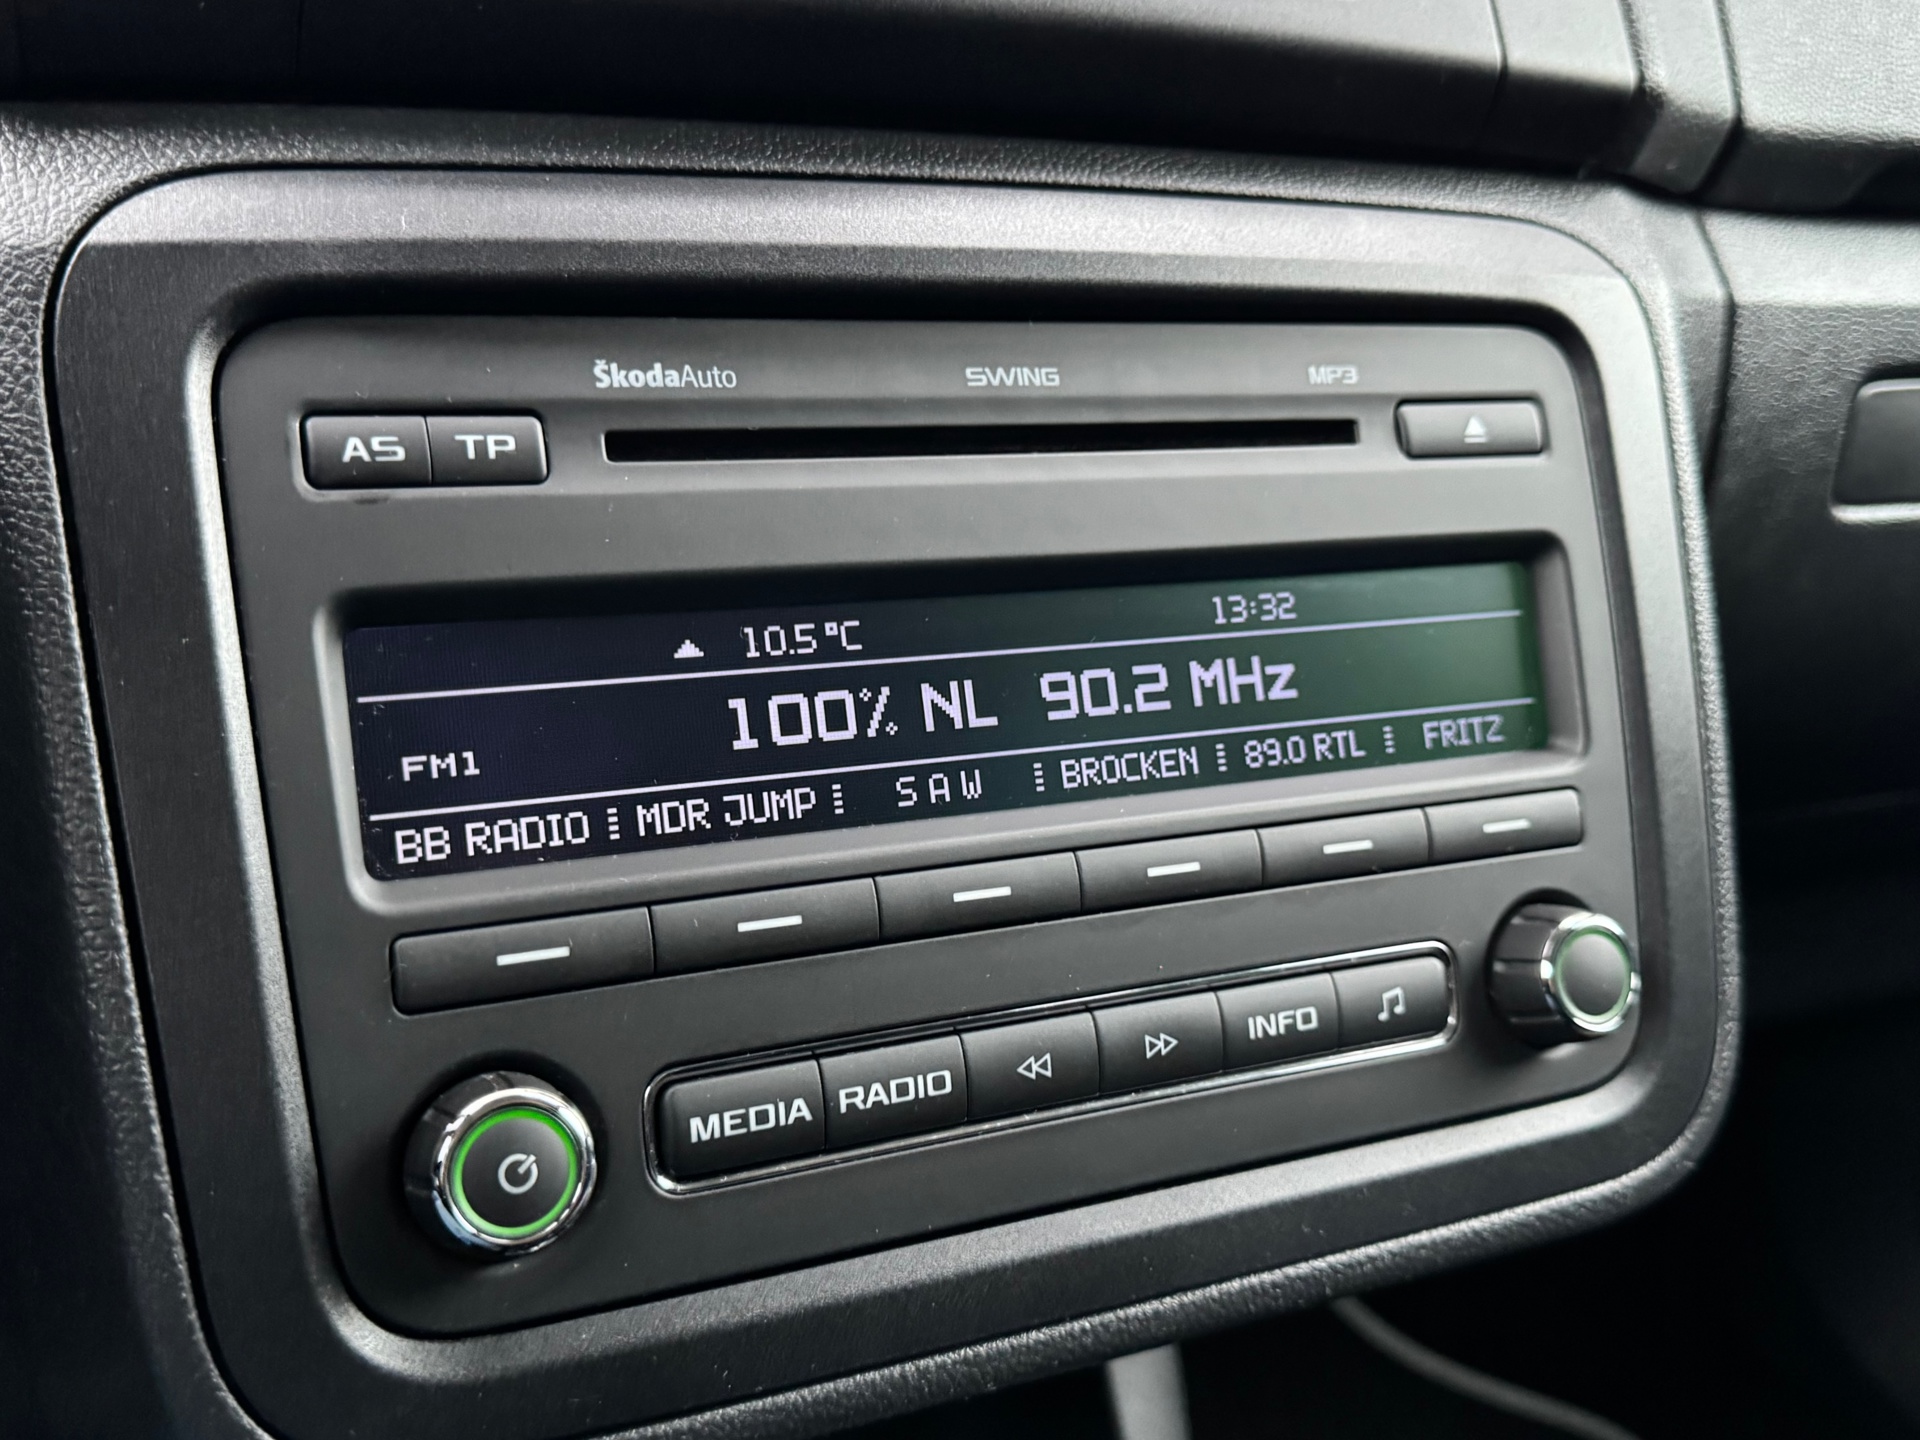 ŠkodaAuto SWING MP3
AS TP
10.5°C 13:32
100% NL 90.2 MHz
FM1
BB RADIO MDR JUMP SAW BROCKEN 89.0 RTL FRITZ
MEDIA RADIO INFO